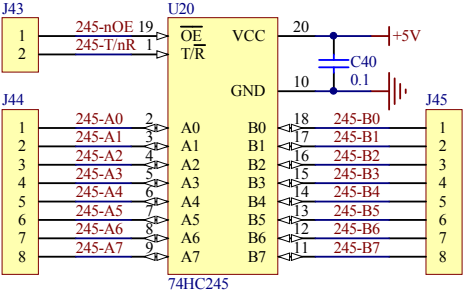 J43 U20
1 245-nOE 19 OE VCC 20 +5V
2 245-T/nR 1 T/R
C40
0.1
GND 10
J44 J45
1 245-A0 2 A0 B0 18 245-B0 1
2 245-A1 3 A1 B1 17 245-B1 2
3 245-A2 4 A2 B2 16 245-B2 3
4 245-A3 5 A3 B3 15 245-B3 4
5 245-A4 6 A4 B4 14 245-B4 5
6 245-A5 7 A5 B5 13 245-B5 6
7 245-A6 8 A6 B6 12 245-B6 7
8 245-A7 9 A7 B7 11 245-B7 8
74HC245